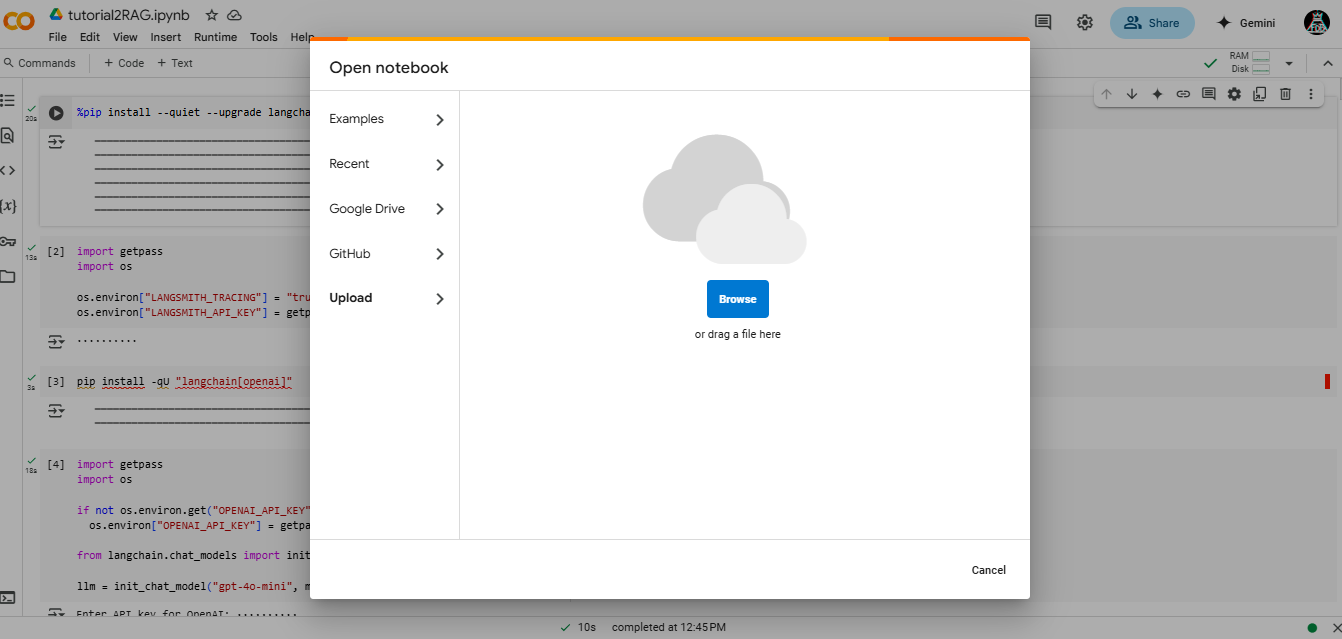 tutorial2RAG.ipynb
File Edit View Insert Runtime Tools Help
Share
Gemini
Commands
+ Code + Text
RAM
Disk
Open notebook
Examples
Recent
Google Drive
GitHub
Upload
Browse
or drag a file here
Cancel
20s
%pip install --quiet --upgrade langcha
13s
[2] import getpass
import os
os.environ["LANGSMITH_TRACING"] = "tru
os.environ["LANGSMITH_API_KEY"] = getp
··········
3s
[3] pip install -qU "langchain[openai]"
18s
[4] import getpass
import os
if not os.environ.get("OPENAI_API_KEY"
os.environ["OPENAI_API_KEY"] = getpa
from langchain.chat_models import init
llm = init_chat_model("gpt-4o-mini", m
Enter API key for OpenAI: ··········
10s completed at 12:45 PM